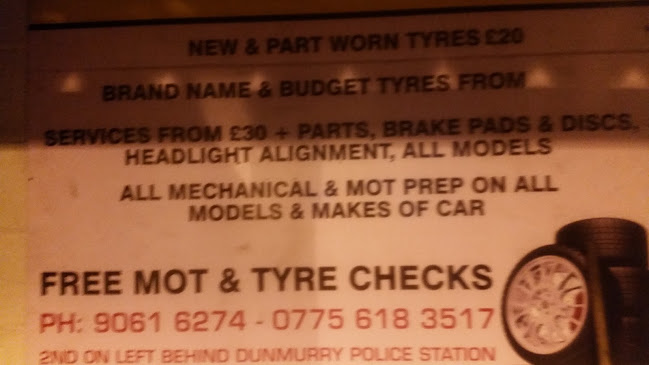 NEW & PART WORN TYRES £20
BRAND NAME & BUDGET TYRES FROM
SERVICES FROM £30 + PARTS, BRAKE PADS & DISCS,
HEADLIGHT ALIGNMENT, ALL MODELS
ALL MECHANICAL & MOT PREP ON ALL
MODELS & MAKES OF CAR
FREE MOT & TYRE CHECKS
PH: 9061 6274 - 0775 618 3517
2ND ON LEFT BEHIND DUNMURRY POLICE STATION